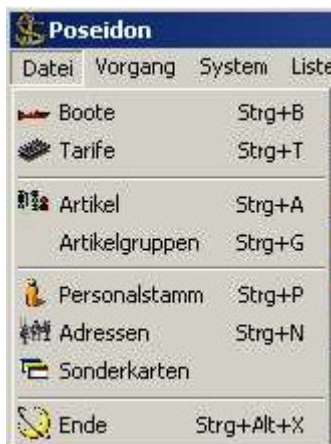 Poseidon
Datei Vorgang System Liste
Boote Strg+B
Tarife Strg+T
Artikel Strg+A
Artikelgruppen Strg+G
Personalstamm Strg+P
Adressen Strg+N
Sonderkarten
Ende Strg+Alt+X